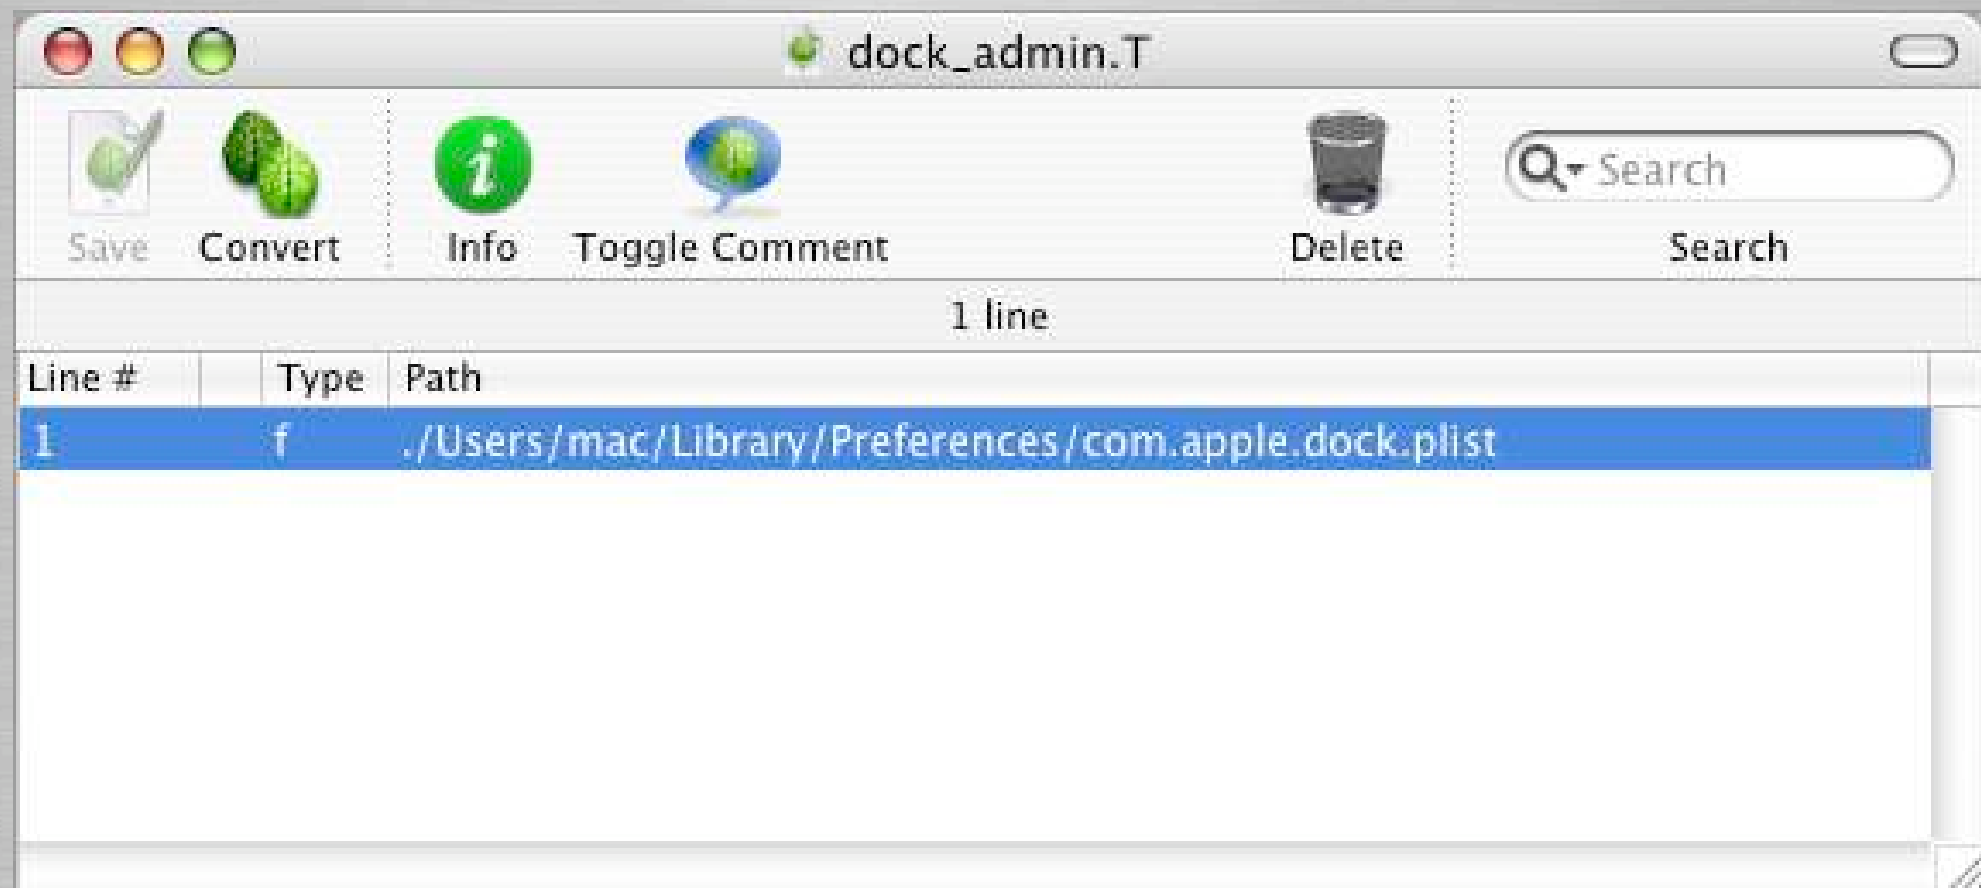 dock_admin.T
Save Convert Info Toggle Comment Delete Search
Search
1 line
Line # Type Path
1 f ./Users/mac/Library/Preferences/com.apple.dock.plist